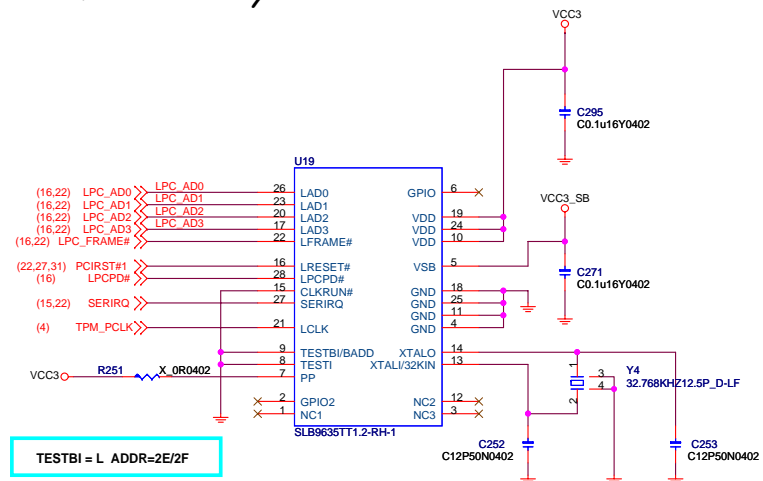 VCC3
C295
C0.1u16Y0402
U19
(16,22) LPC_AD0 LPC_AD0 26 LAD0 GPIO 6
(16,22) LPC_AD1 LPC_AD1 23 LAD1
(16,22) LPC_AD2 LPC_AD2 20 LAD2 VDD 19
(16,22) LPC_AD3 LPC_AD3 17 LAD3 VDD 24
(16,22) LPC_FRAME# 22 LFRAME# VDD 10
VCC3_SB
(22,27,31) PCIRST#1 16 LRESET# VSB 5
(16) LPCPD# 28 LPCPD#
C271
C0.1u16Y0402
15 CLKRUN# GND 18
(15,22) SERIRQ 27 SERIRQ GND 25
GND 11
(4) TPM_PCLK 21 LCLK GND 4
9 TESTBI/BADD XTALO 14
8 TESTI XTALI/32KIN 13
VCC3 R251 X_0R0402 7 PP
1 2 3 4 Y4
32.768KHZ12.5P_D-LF
2 GPIO2 NC2 12
1 NC1 NC3 3
SLB9635TT1.2-RH-1
C252
C12P50N0402
C253
C12P50N0402
TESTBI = L ADDR=2E/2F